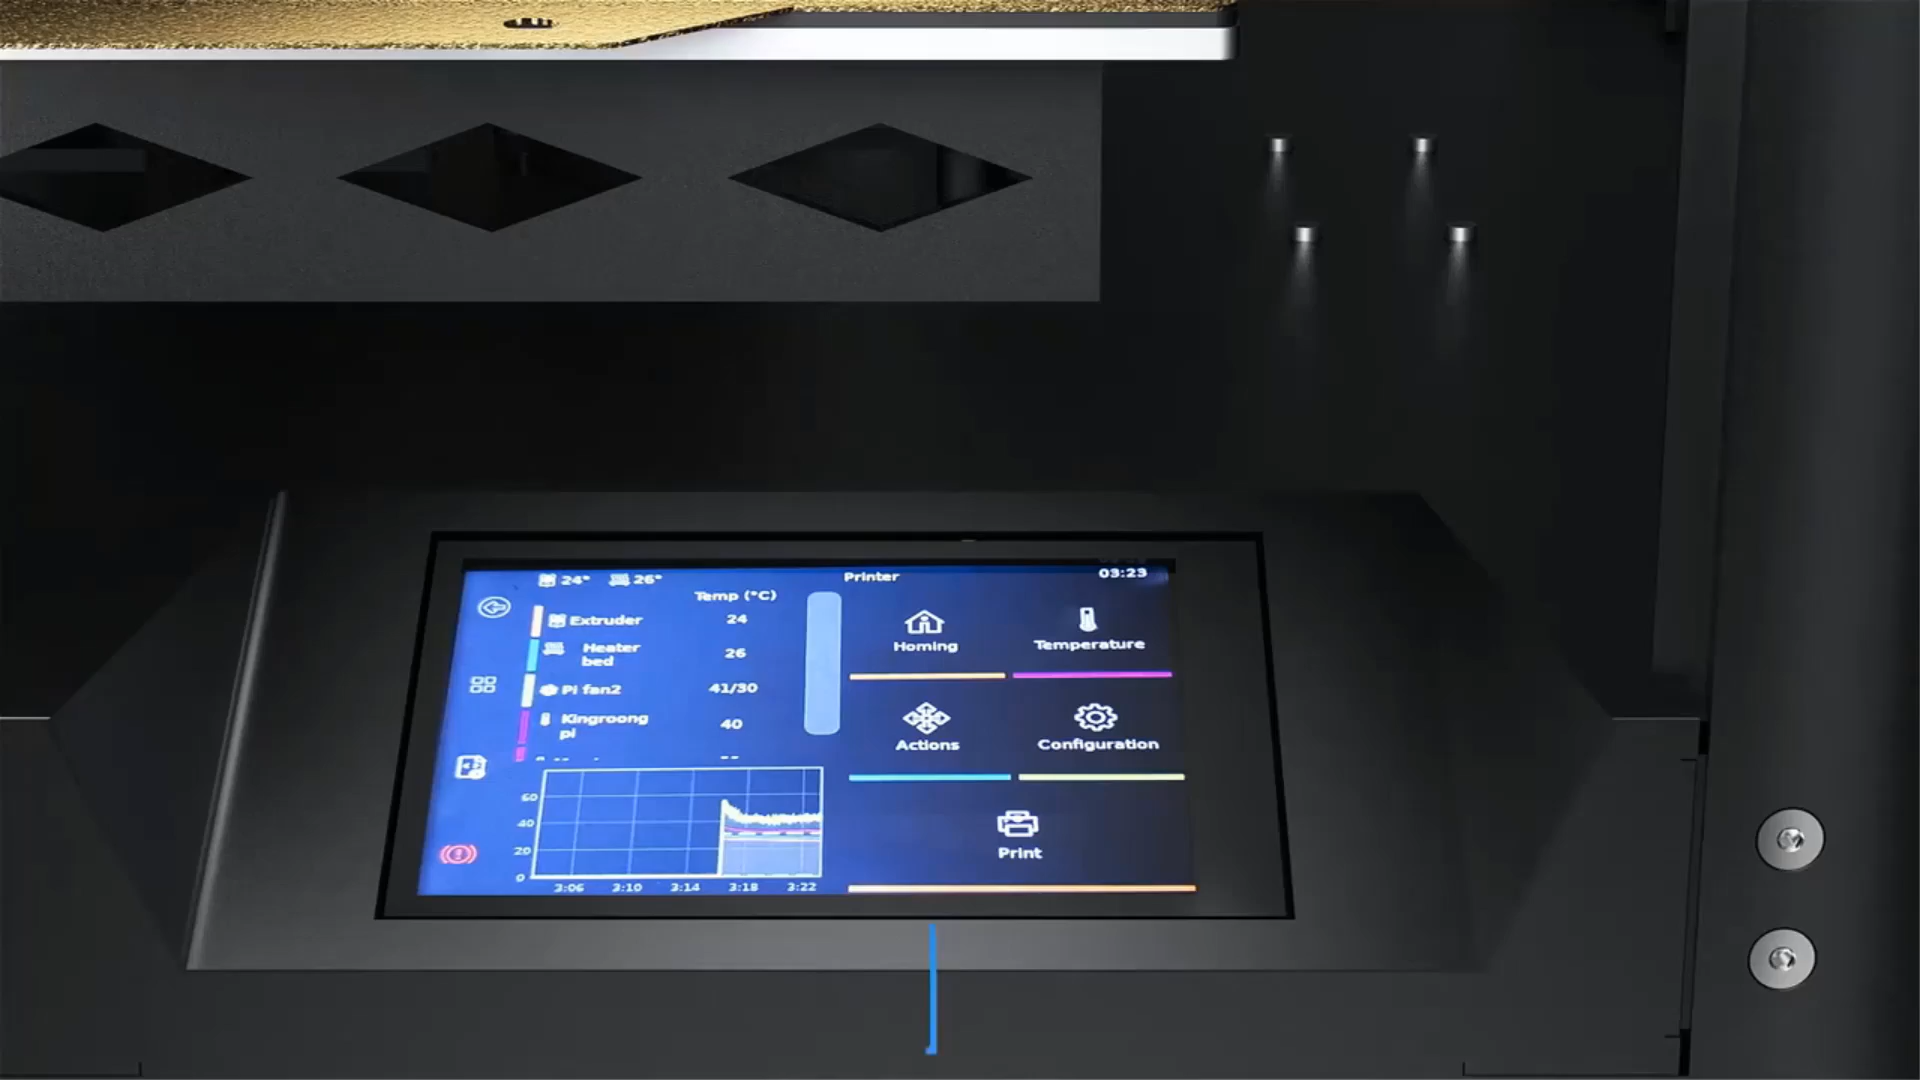 24° 26° Printer 03:23
Temp (°C)
Extruder 24
Heater bed 26
Pi fan2 41/30
Kingroong pi 40
60
40
20
0
3:06 3:10 3:14 3:18 3:22
Homing
Temperature
Actions
Configuration
Print